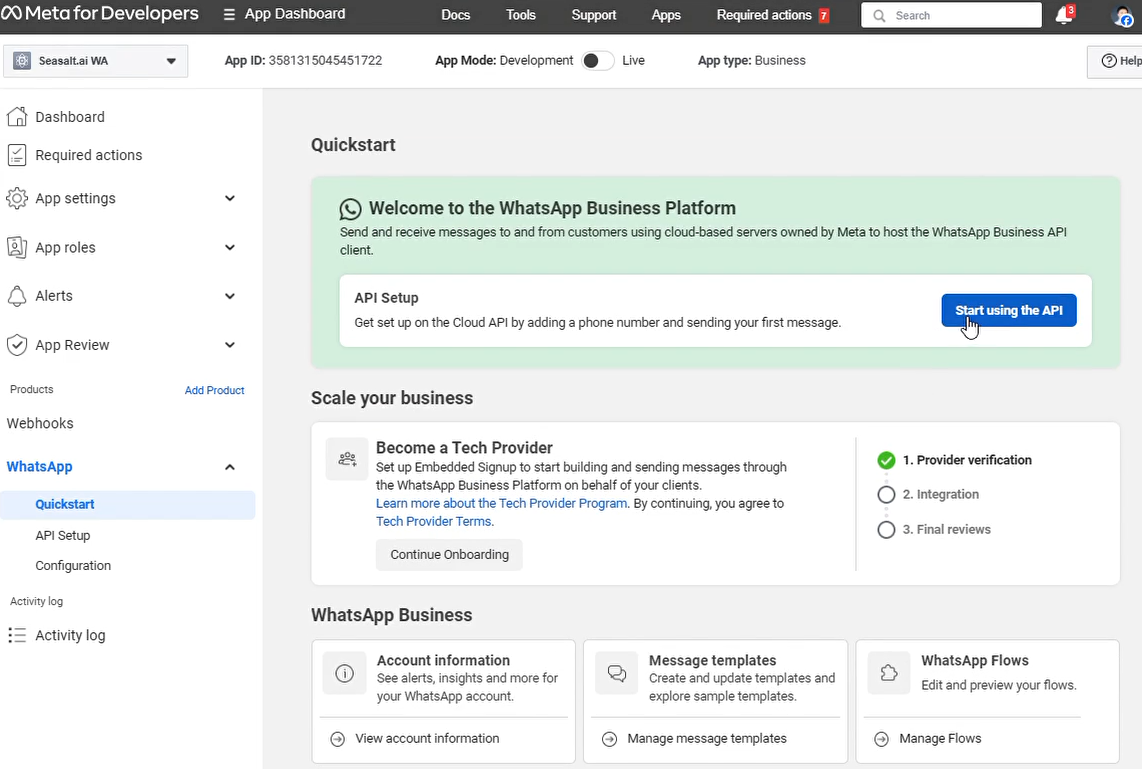 Meta for Developers
App Dashboard
Docs
Tools
Support
Apps
Required actions 7
Search
3
Seasalt.ai WA
App ID: 3581315045451722
App Mode: Development
Live
App type: Business
Help
Dashboard
Required actions
App settings
App roles
Alerts
App Review
Products
Add Product
Webhooks
WhatsApp
Quickstart
API Setup
Configuration
Activity log
Activity log
Quickstart
Welcome to the WhatsApp Business Platform
Send and receive messages to and from customers using cloud-based servers owned by Meta to host the WhatsApp Business API
client.
API Setup
Get set up on the Cloud API by adding a phone number and sending your first message.
Start using the API
Scale your business
Become a Tech Provider
Set up Embedded Signup to start building and sending messages through
the WhatsApp Business Platform on behalf of your clients.
Learn more about the Tech Provider Program. By continuing, you agree to
Tech Provider Terms.
Continue Onboarding
1. Provider verification
2. Integration
3. Final reviews
WhatsApp Business
Account information
See alerts, insights and more for
your WhatsApp account.
View account information
Message templates
Create and update templates and
explore sample templates.
Manage message templates
WhatsApp Flows
Edit and preview your flows.
Manage Flows